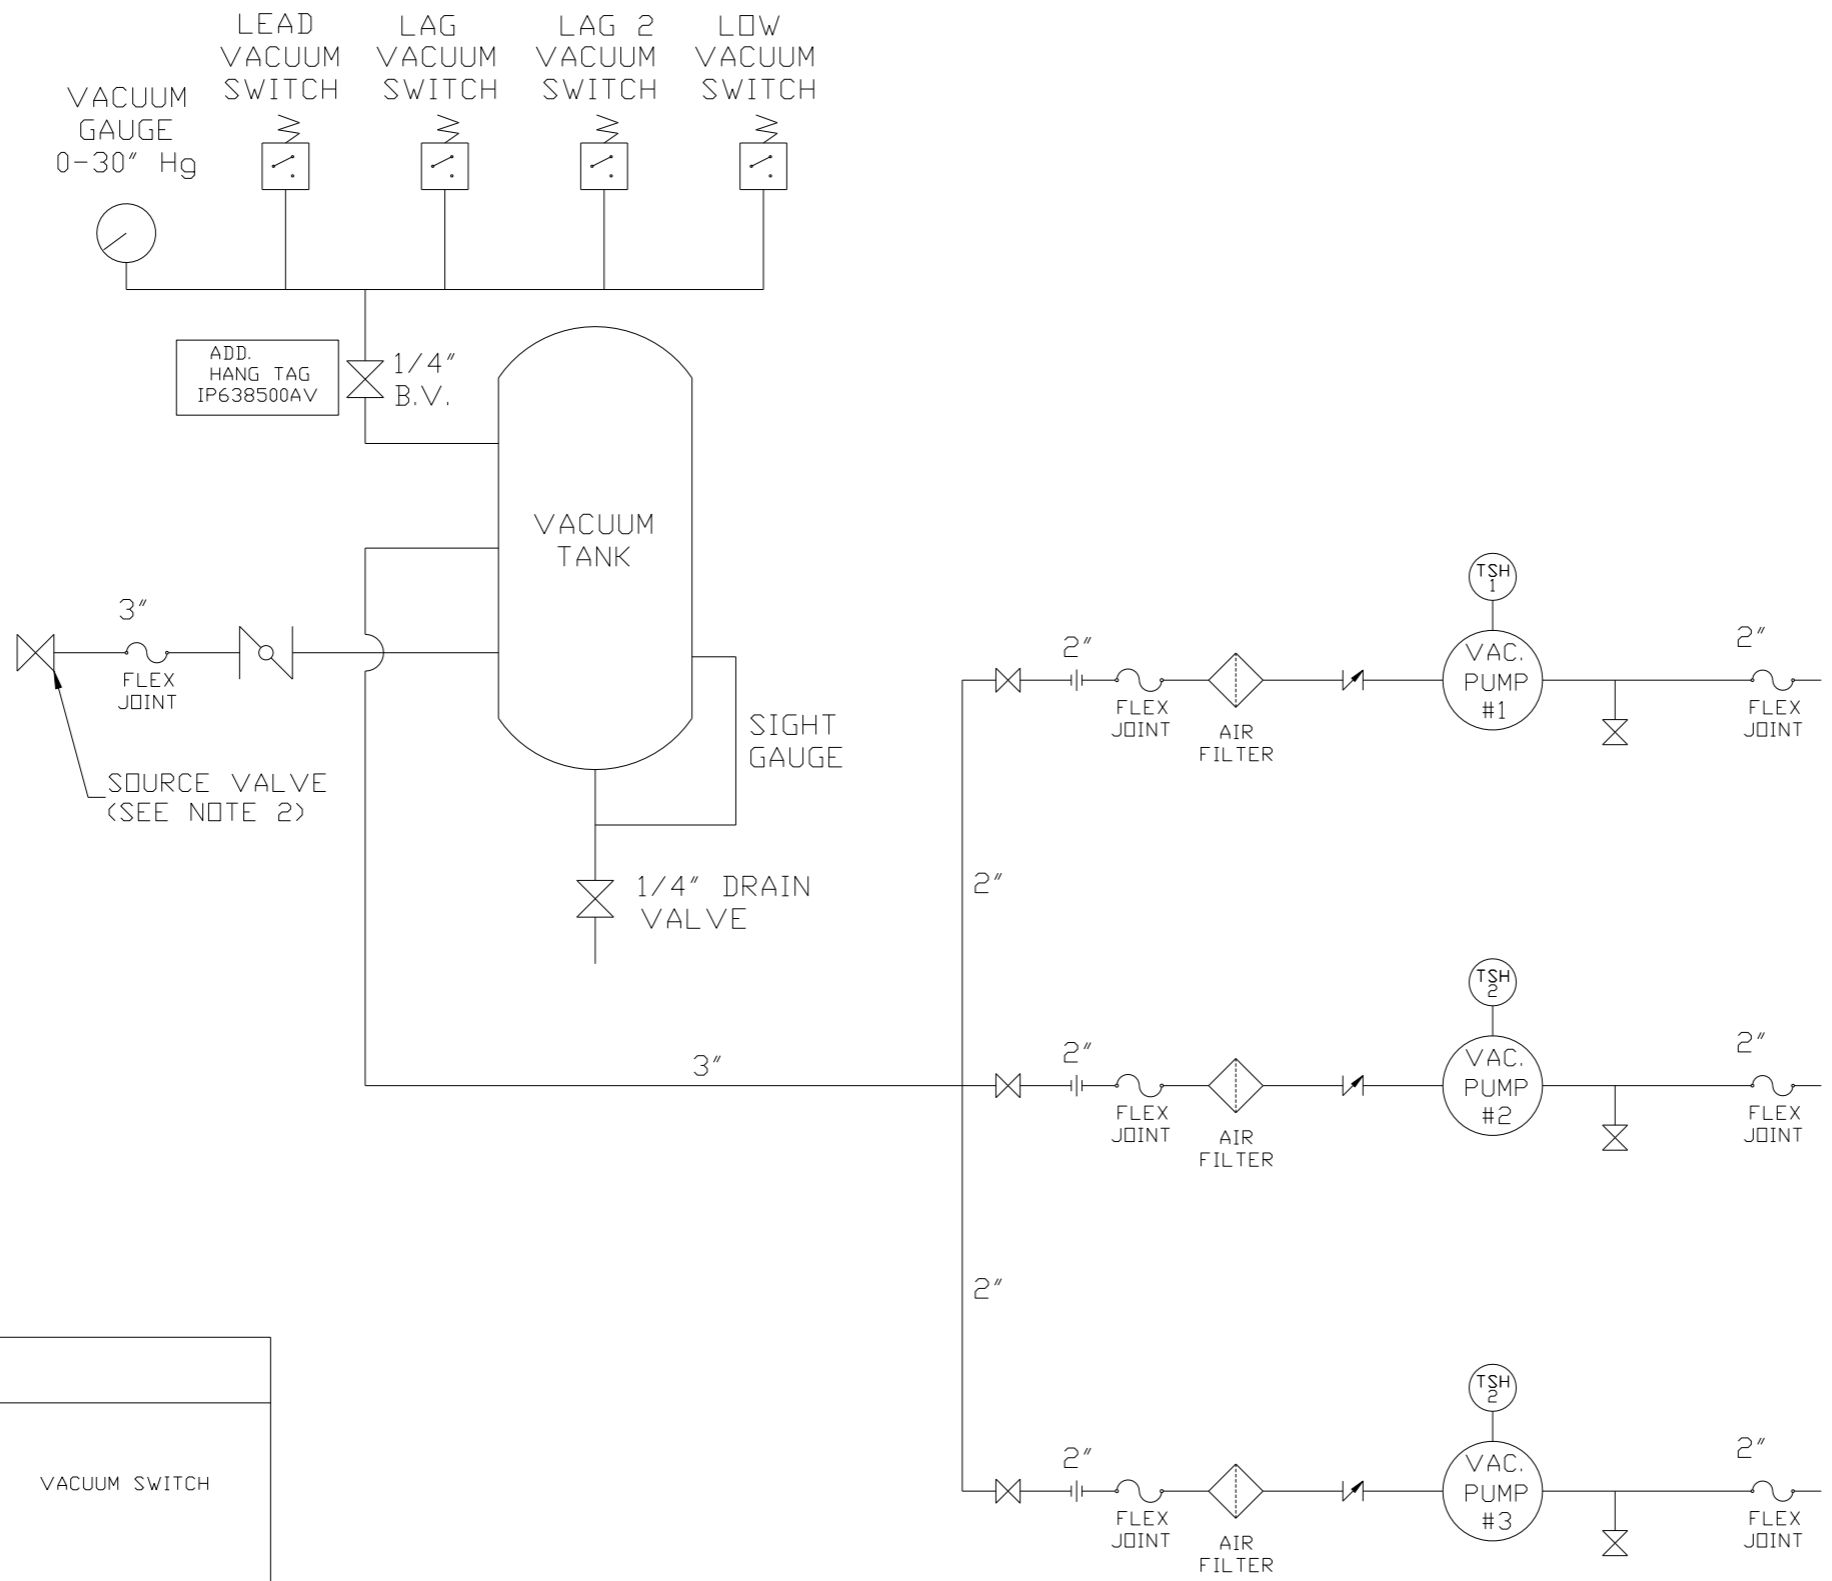 LEAD
VACUUM
SWITCH
LAG
VACUUM
SWITCH
LAG 2
VACUUM
SWITCH
LOW
VACUUM
SWITCH
VACUUM
GAUGE
0-30" Hg
ADD.
HANG TAG
IP638500AV
1/4"
B.V.
VACUUM
TANK
3"
FLEX
JOINT
SOURCE VALVE
(SEE NOTE 2)
SIGHT
GAUGE
1/4" DRAIN
VALVE
3"
2"
2"
2"
FLEX
JOINT
AIR
FILTER
TSH
1
VAC.
PUMP
#1
2"
FLEX
JOINT
2"
FLEX
JOINT
AIR
FILTER
TSH
2
VAC.
PUMP
#2
2"
FLEX
JOINT
2"
FLEX
JOINT
AIR
FILTER
TSH
2
VAC.
PUMP
#3
2"
FLEX
JOINT
VACUUM SWITCH